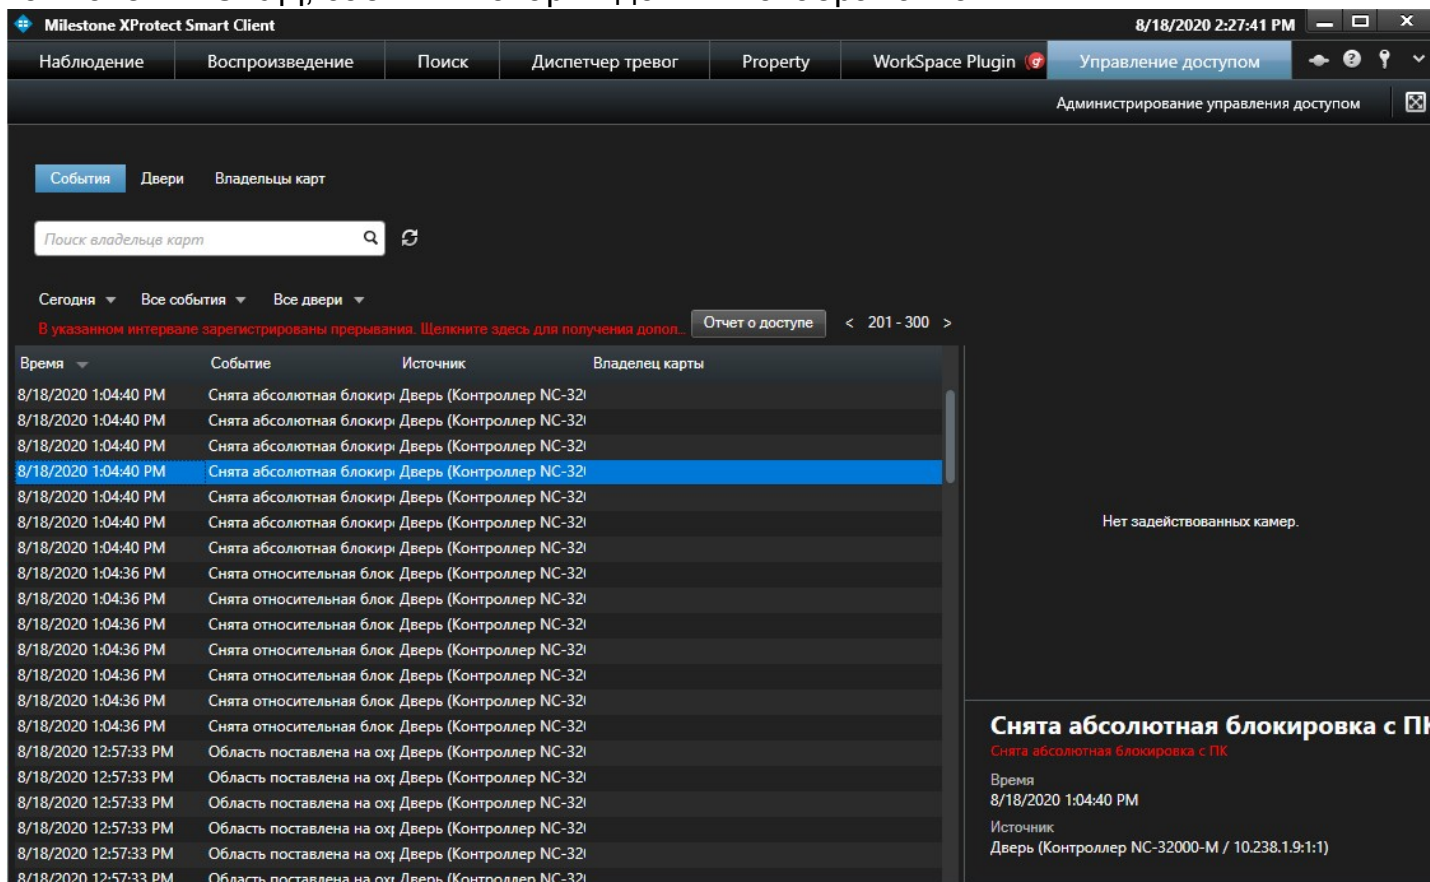 Milestone XProtect Smart Client 8/18/2020 2:27:41 PM
Наблюдение Воспроизведение Поиск Диспетчер тревог Property WorkSpace Plugin Управление доступом
Администрирование управления доступом
События Двери Владельцы карт
Поиск владельцв карт
Сегодня Все события Все двери
В указанном интервале зарегистрированы прерывания. Щелкните здесь для получения допол... Отчет о доступе < 201 - 300 >
Время Событие Источник Владелец карты
8/18/2020 1:04:40 PM Снята абсолютная блокир Дверь (Контроллер NC-32
8/18/2020 1:04:40 PM Снята абсолютная блокир Дверь (Контроллер NC-32
8/18/2020 1:04:40 PM Снята абсолютная блокир Дверь (Контроллер NC-32
8/18/2020 1:04:40 PM Снята абсолютная блокир Дверь (Контроллер NC-32
8/18/2020 1:04:40 PM Снята абсолютная блокир Дверь (Контроллер NC-32
8/18/2020 1:04:40 PM Снята абсолютная блокир Дверь (Контроллер NC-32
8/18/2020 1:04:40 PM Снята абсолютная блокир Дверь (Контроллер NC-32
8/18/2020 1:04:36 PM Снята относительная блок Дверь (Контроллер NC-32
8/18/2020 1:04:36 PM Снята относительная блок Дверь (Контроллер NC-32
8/18/2020 1:04:36 PM Снята относительная блок Дверь (Контроллер NC-32
8/18/2020 1:04:36 PM Снята относительная блок Дверь (Контроллер NC-32
8/18/2020 1:04:36 PM Снята относительная блок Дверь (Контроллер NC-32
8/18/2020 1:04:36 PM Снята относительная блок Дверь (Контроллер NC-32
8/18/2020 1:04:36 PM Снята относительная блок Дверь (Контроллер NC-32
8/18/2020 12:57:33 PM Область поставлена на ох Дверь (Контроллер NC-32
8/18/2020 12:57:33 PM Область поставлена на ох Дверь (Контроллер NC-32
8/18/2020 12:57:33 PM Область поставлена на ох Дверь (Контроллер NC-32
8/18/2020 12:57:33 PM Область поставлена на ох Дверь (Контроллер NC-32
8/18/2020 12:57:33 PM Область поставлена на ох Дверь (Контроллер NC-32
8/18/2020 12:57:33 PM Область поставлена на ох Дверь (Контроллер NC-32
Нет задействованных камер.
Снята абсолютная блокировка с ПК
Снята абсолютная блокировка с ПК
Время
8/18/2020 1:04:40 PM
Источник
Дверь (Контроллер NC-32000-M / 10.238.1.9:1:1)